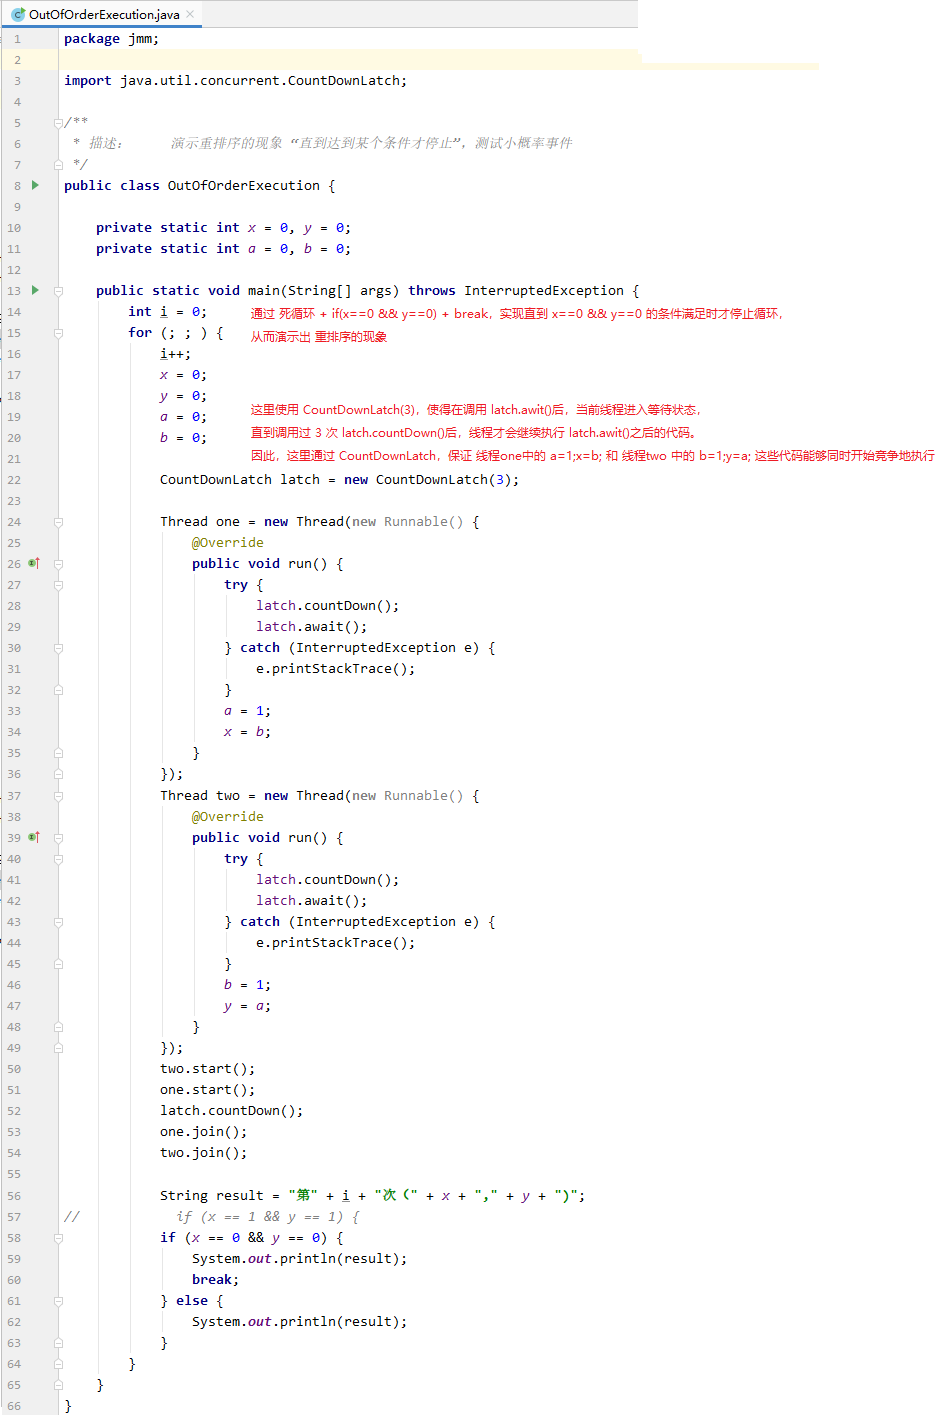 OutOfOrderExecution.java
1 package jmm;
2
3 import java.util.concurrent.CountDownLatch;
4
5 /**
6 * 描述: 演示重排序的现象 “直到达到某个条件才停止”，测试小概率事件
7 */
8 public class OutOfOrderExecution {
9
10 private static int x = 0, y = 0;
11 private static int a = 0, b = 0;
12
13 public static void main(String[] args) throws InterruptedException {
14 int i = 0; 通过 死循环 + if(x==0 && y==0) + break，实现直到 x==0 && y==0 的条件满足时才停止循环，
15 for (; ; ) { 从而演示出 重排序的现象
16 i++;
17 x = 0;
18 y = 0;
19 a = 0; 这里使用 CountDownLatch(3)，使得在调用 latch.awit()后，当前线程进入等待状态，
20 b = 0; 直到调用过 3 次 latch.countDown()后，线程才会继续执行 latch.awit()之后的代码。
21 因此，这里通过 CountDownLatch，保证 线程one中的 a=1;x=b; 和 线程two 中的 b=1;y=a; 这些代码能够同时开始竞争地执行
22 CountDownLatch latch = new CountDownLatch(3);
23
24 Thread one = new Thread(new Runnable() {
25 @Override
26 public void run() {
27 try {
28 latch.countDown();
29 latch.await();
30 } catch (InterruptedException e) {
31 e.printStackTrace();
32 }
33 a = 1;
34 x = b;
35 }
36 });
37 Thread two = new Thread(new Runnable() {
38 @Override
39 public void run() {
40 try {
41 latch.countDown();
42 latch.await();
43 } catch (InterruptedException e) {
44 e.printStackTrace();
45 }
46 b = 1;
47 y = a;
48 }
49 });
50 two.start();
51 one.start();
52 latch.countDown();
53 one.join();
54 two.join();
55
56 String result = "第" + i + "次（" + x + "," + y + ")";
57 // if (x == 1 && y == 1) {
58 if (x == 0 && y == 0) {
59 System.out.println(result);
60 break;
61 } else {
62 System.out.println(result);
63 }
64 }
65 }
66 }